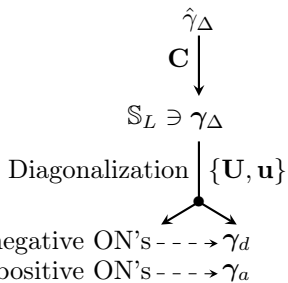 γ̂_Δ
C
𝕊_L ∋ γ_Δ
Diagonalization {U, u}
negative ON's γ_d
positive ON's γ_a